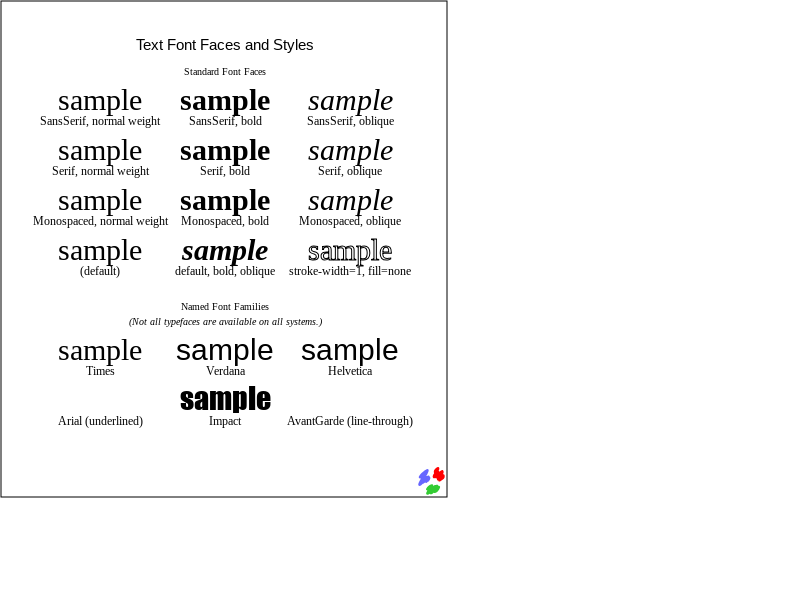 Text Font Faces and Styles
Standard Font Faces
sample sample sample
SansSerif, normal weight SansSerif, bold SansSerif, oblique
sample sample sample
Serif, normal weight Serif, bold Serif, oblique
sample sample sample
Monospaced, normal weight Monospaced, bold Monospaced, oblique
sample sample sample
(default) default, bold, oblique stroke-width=1, fill=none
Named Font Families
(Not all typefaces are available on all systems.)
sample sample sample
Times Verdana Helvetica
sample
Arial (underlined) Impact AvantGarde (line-through)